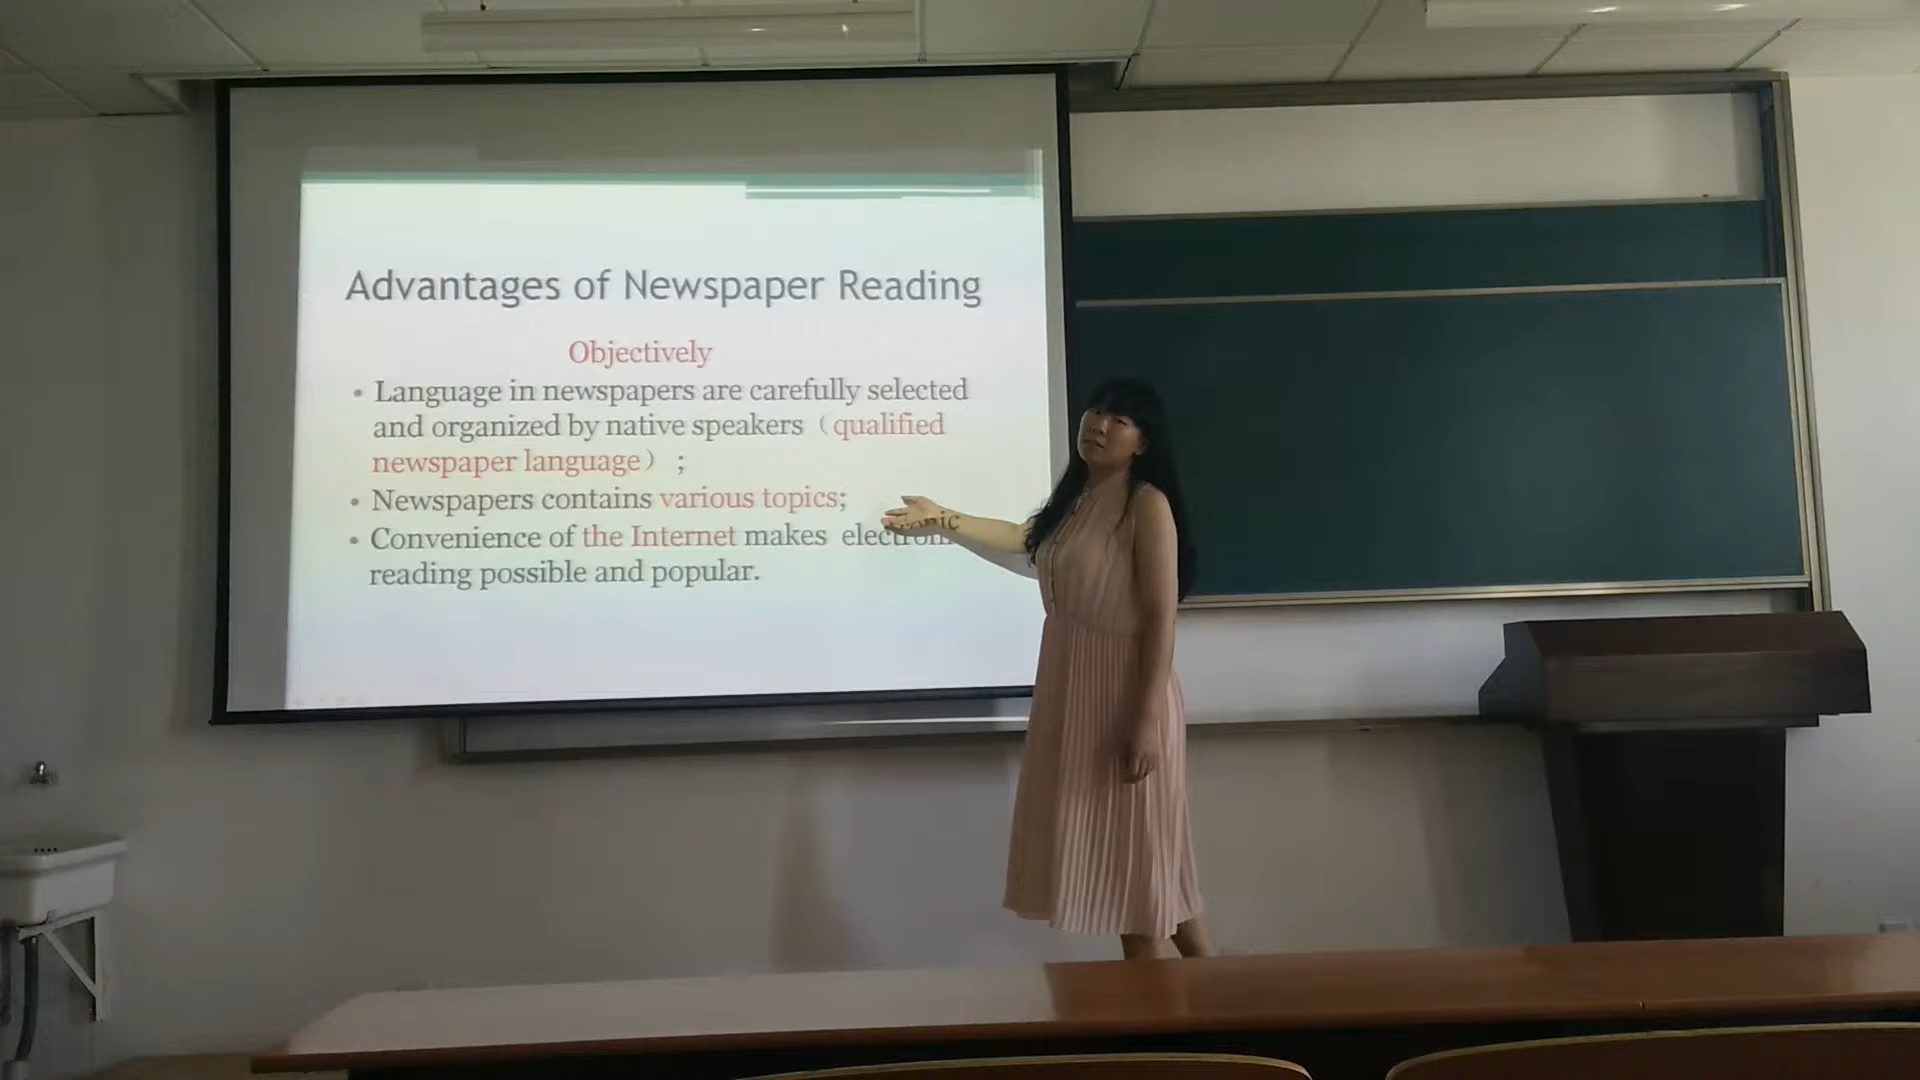 Advantages of Newspaper Reading
Objectively
• Language in newspapers are carefully selected
and organized by native speakers（qualified
newspaper language）;
• Newspapers contains various topics;
• Convenience of the Internet makes electronic
reading possible and popular.